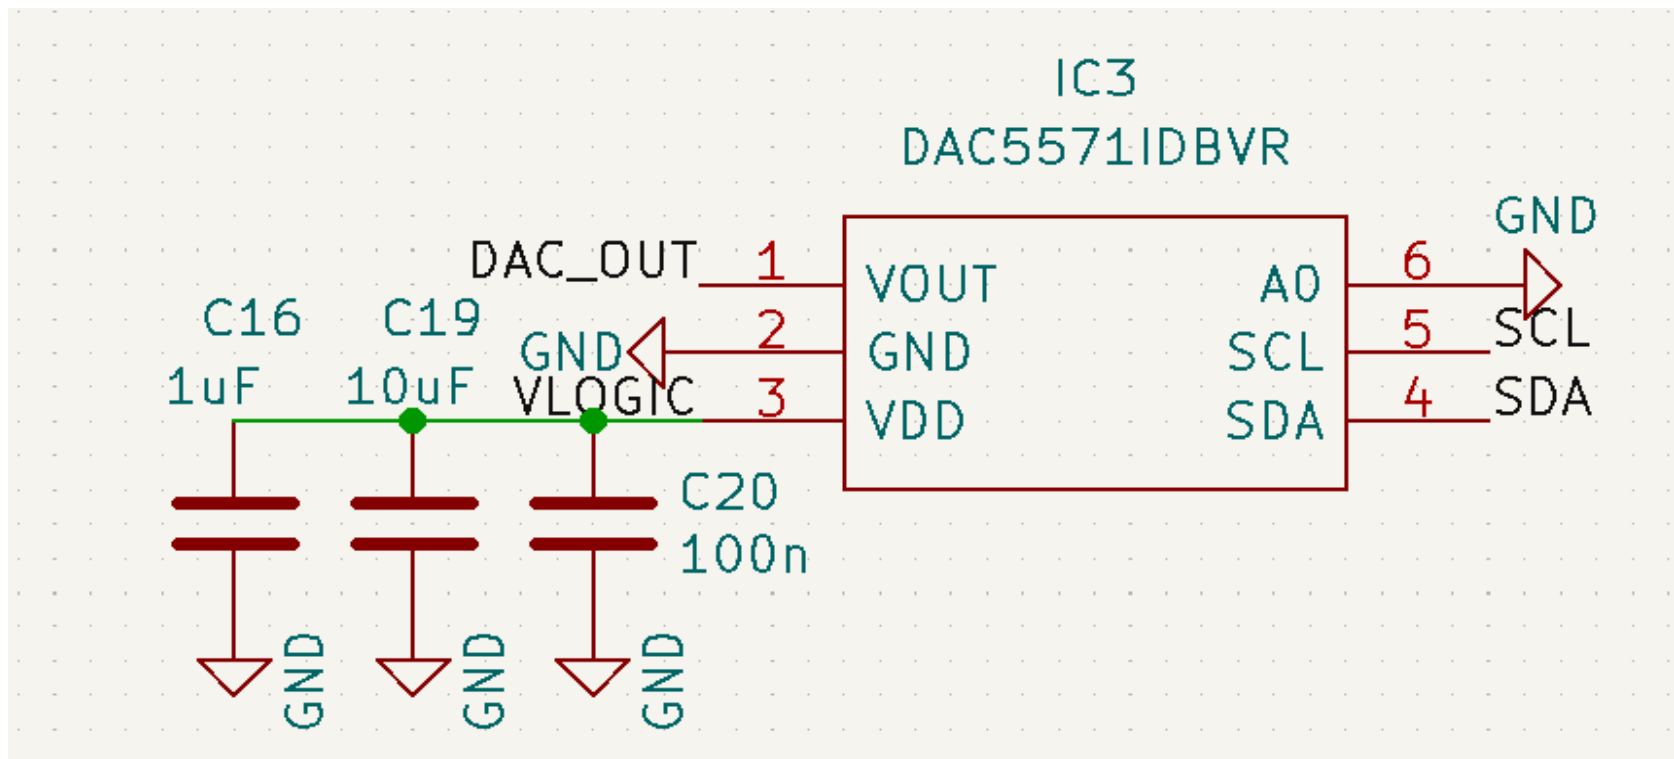 IC3
DAC5571IDBVR
DAC_OUT 1 VOUT A0 6 GND
C16 C19 GND 2 GND SCL 5 SCL
1uF 10uF VLOGIC 3 VDD SDA 4 SDA
C20
100n
GND GND GND